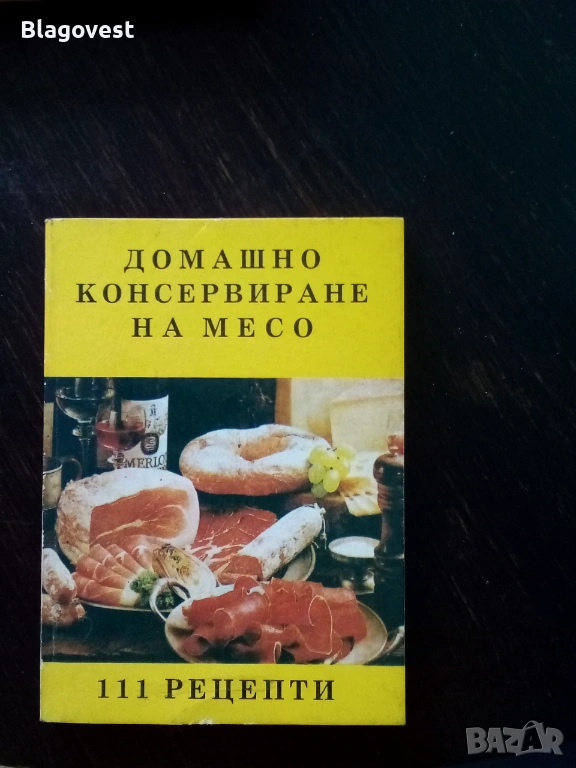 Blagovest
ДОМАШНО
КОНСЕРВИРАНЕ
НА МЕСО
MERLOT
111 РЕЦЕПТИ
BAZAR